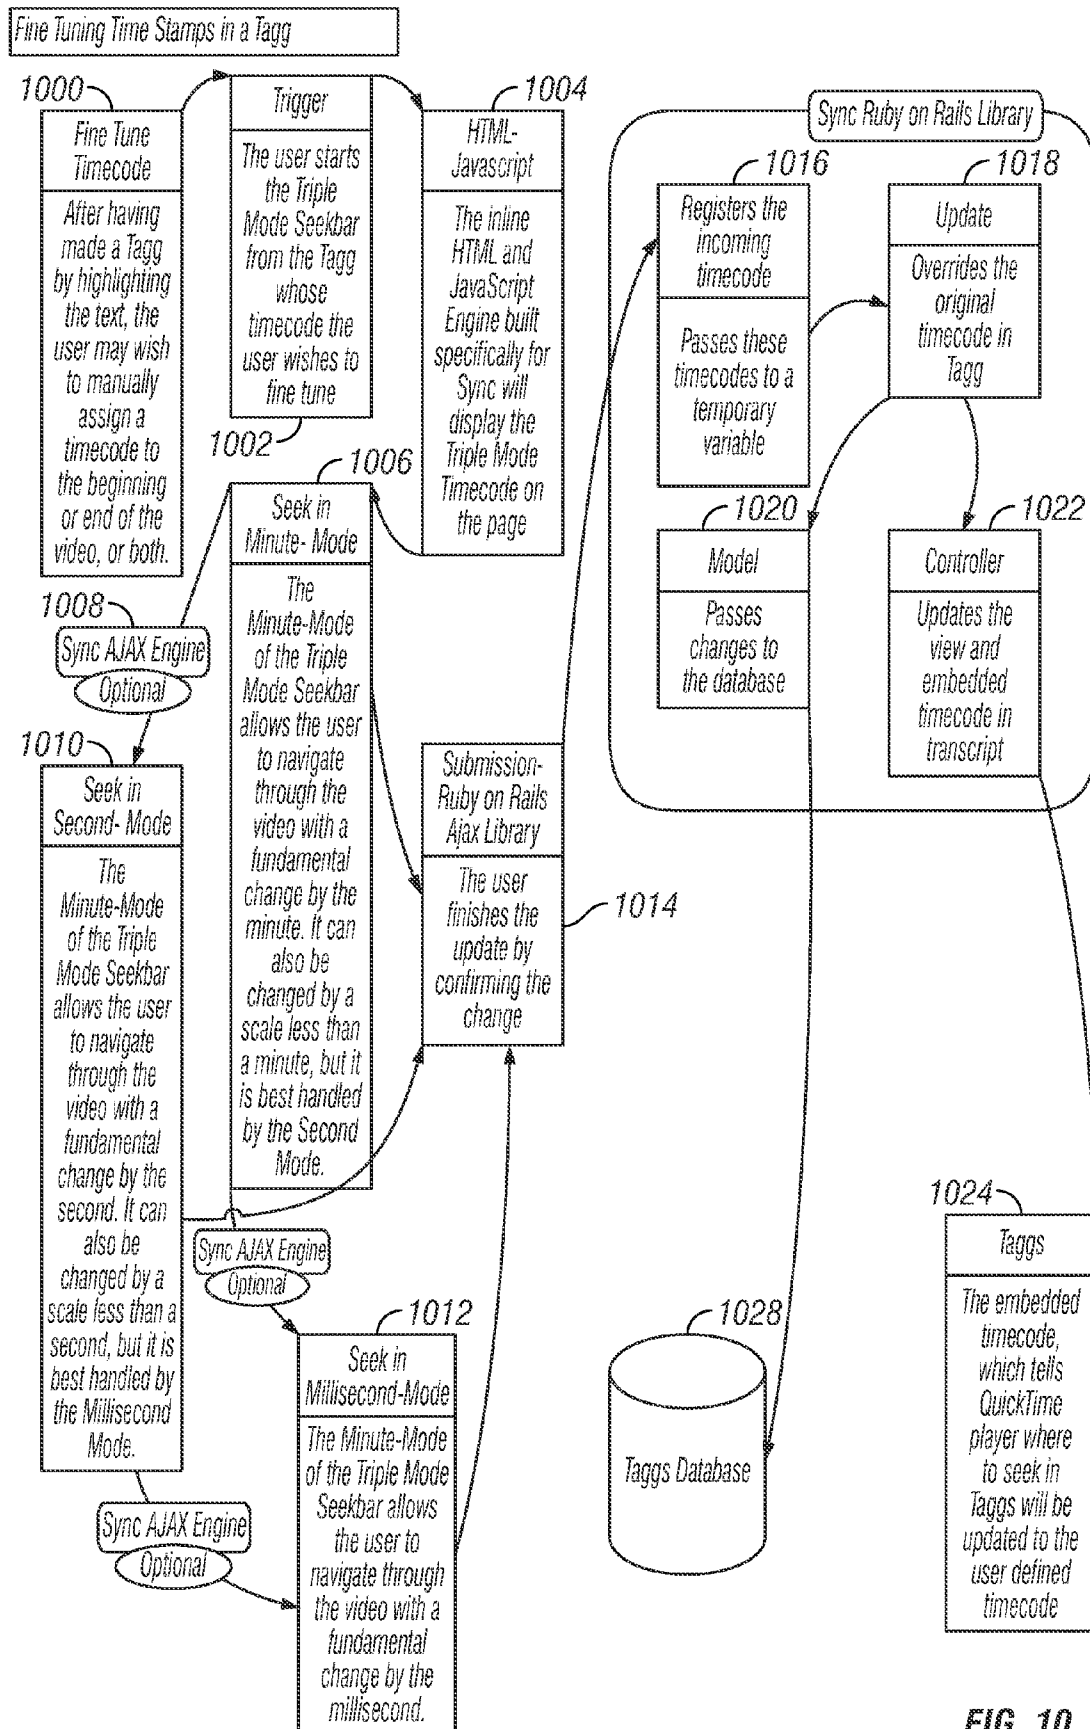 Fine Tuning Time Stamps in a Tagg
1000
Fine Tune
Timecode
After having
made a Tagg
by highlighting
the text, the
user may wish
to manually
assign a
timecode to
the beginning
or end of the
video, or both.
Trigger
The user starts
the Triple
Mode Seekbar
from the Tagg
whose
timecode the
user wishes to
fine tune
1002
1004
HTML-
Javascript
The inline
HTML and
JavaScript
Engine built
specifically for
Sync will
display the
Triple Mode
Timecode on
the page
1006
Seek in
Minute- Mode
The
Minute-Mode
of the Triple
Mode Seekbar
allows the user
to navigate
through the
video with a
fundamental
change by the
minute. It can
also be
changed by a
scale less than
a minute, but it
is best handled
by the Second
Mode.
1008
Sync AJAX Engine
Optional
1010
Seek in
Second- Mode
The
Minute-Mode
of the Triple
Mode Seekbar
allows the user
to navigate
through the
video with a
fundamental
change by the
second. It can
also be
changed by a
scale less than a
second, but it is
best handled by
the Millisecond
Mode.
Sync AJAX Engine
Optional
Sync AJAX Engine
Optional
1012
Seek in
Millisecond-Mode
The Minute-Mode
of the Triple Mode
Seekbar allows
the user to
navigate through
the video with a
fundamental
change by the
millisecond.
Submission-
Ruby on Rails
Ajax Library
The user
finishes the
update by
confirming the
change
1014
Sync Ruby on Rails Library
1016
Registers the
incoming
timecode
Passes these
timecodes to a
temporary
variable
1018
Update
Overrides the
original
timecode in
Tagg
1020
Model
Passes
changes to
the database
1022
Controller
Updates the
view and
embedded
timecode in
transcript
1028
Taggs Database
1024
Taggs
The embedded
timecode,
which tells
QuickTime
player where
to seek in
Taggs will be
updated to the
user defined
timecode
FIG. 10